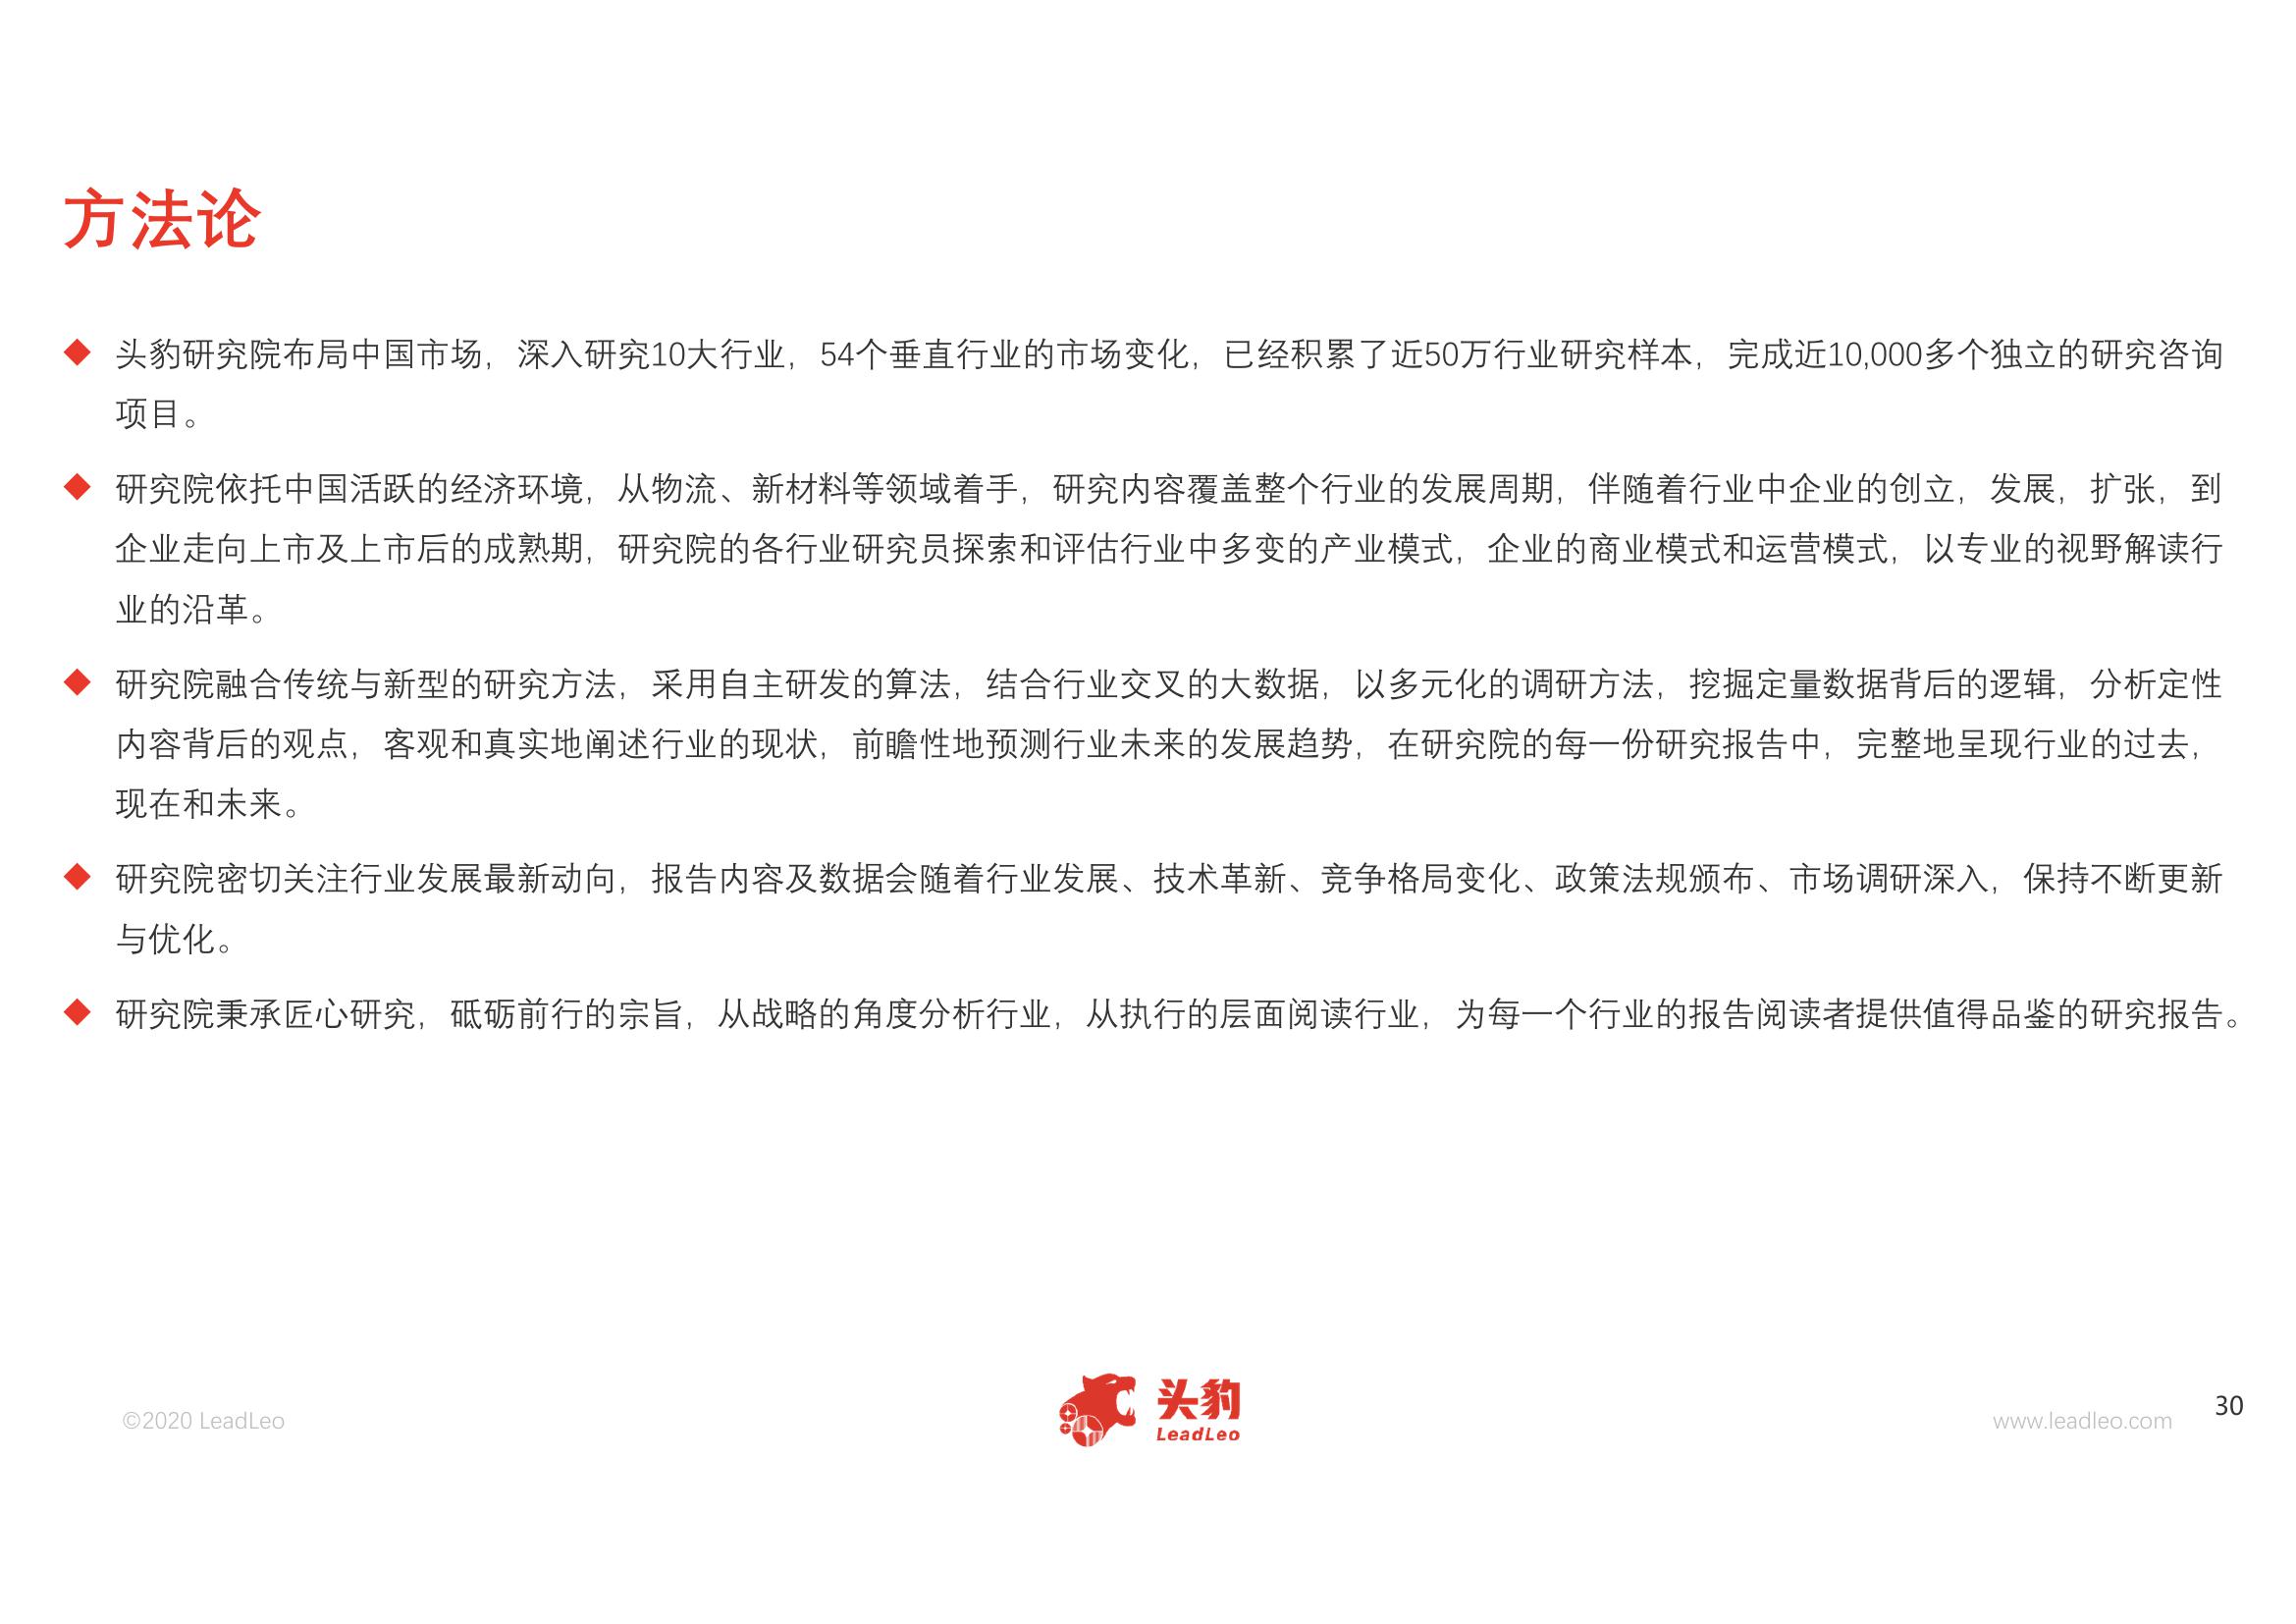 方法论
头豹研究院布局中国市场，深入研究10大行业，54个垂直行业的市场变化，已经积累了近50万行业研究样本，完成近10,000多个独立的研究咨询
项目。
研究院依托中国活跃的经济环境，从物流、新材料等领域着手，研究内容覆盖整个行业的发展周期，伴随着行业中企业的创立，发展，扩张，到
企业走向上市及上市后的成熟期，研究院的各行业研究员探索和评估行业中多变的产业模式，企业的商业模式和运营模式，以专业的视野解读行
业的沿革。
研究院融合传统与新型的研究方法，采用自主研发的算法，结合行业交叉的大数据，以多元化的调研方法，挖掘定量数据背后的逻辑，分析定性
内容背后的观点，客观和真实地阐述行业的现状，前瞻性地预测行业未来的发展趋势，在研究院的每一份研究报告中，完整地呈现行业的过去，
现在和未来。
研究院密切关注行业发展最新动向，报告内容及数据会随着行业发展、技术革新、竞争格局变化、政策法规颁布、市场调研深入，保持不断更新
与优化。
研究院秉承匠心研究，砥砺前行的宗旨，从战略的角度分析行业，从执行的层面阅读行业，为每一个行业的报告阅读者提供值得品鉴的研究报告。
©2020 LeadLeo
头豹
LeadLeo
www.leadleo.com
30